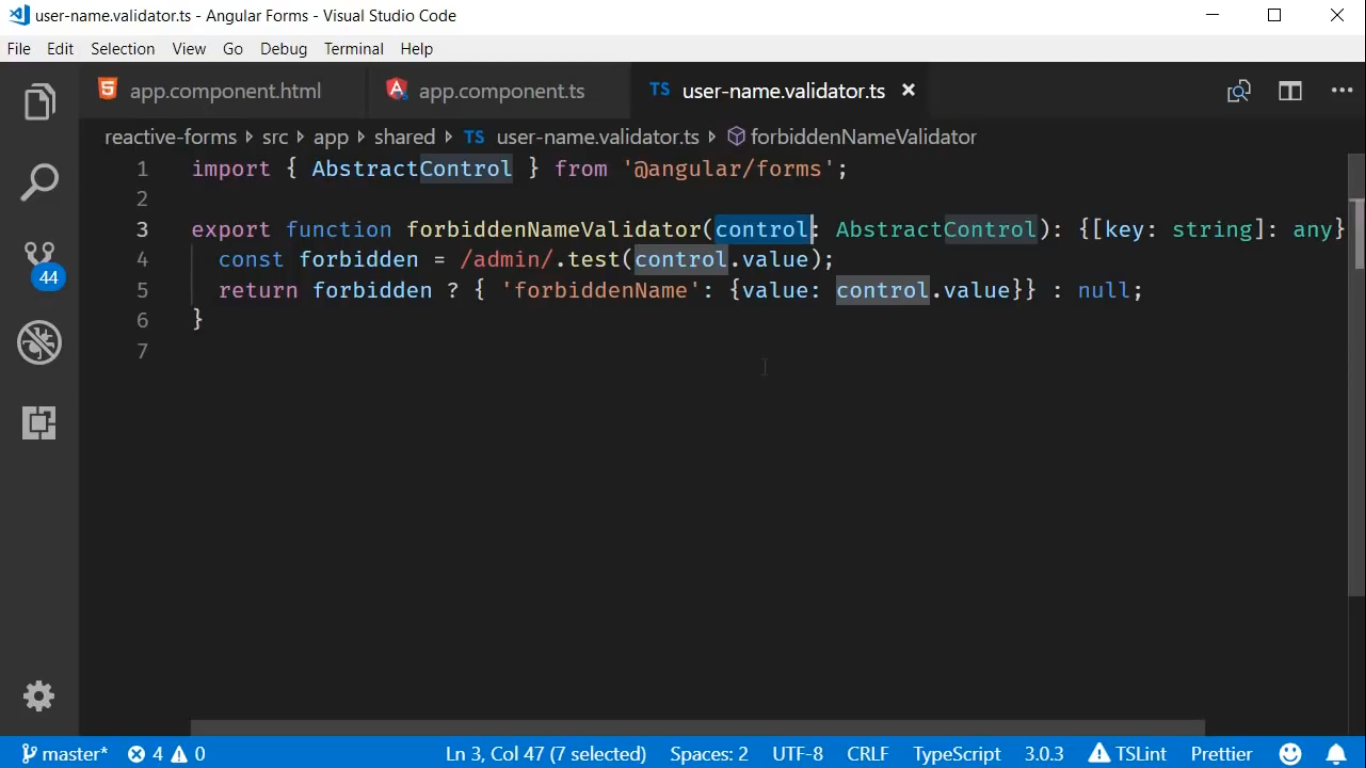 user-name.validator.ts - Angular Forms - Visual Studio Code
File Edit Selection View Go Debug Terminal Help
app.component.html app.component.ts TS user-name.validator.ts
reactive-forms src app shared TS user-name.validator.ts forbiddenNameValidator
1 import { AbstractControl } from '@angular/forms';
2
3 export function forbiddenNameValidator(control: AbstractControl): {[key: string]: any}
4 const forbidden = /admin/.test(control.value);
5 return forbidden ? { 'forbiddenName': {value: control.value}} : null;
6 }
7
44
master* 4 0 Ln 3, Col 47 (7 selected) Spaces: 2 UTF-8 CRLF TypeScript 3.0.3 TSLint Prettier